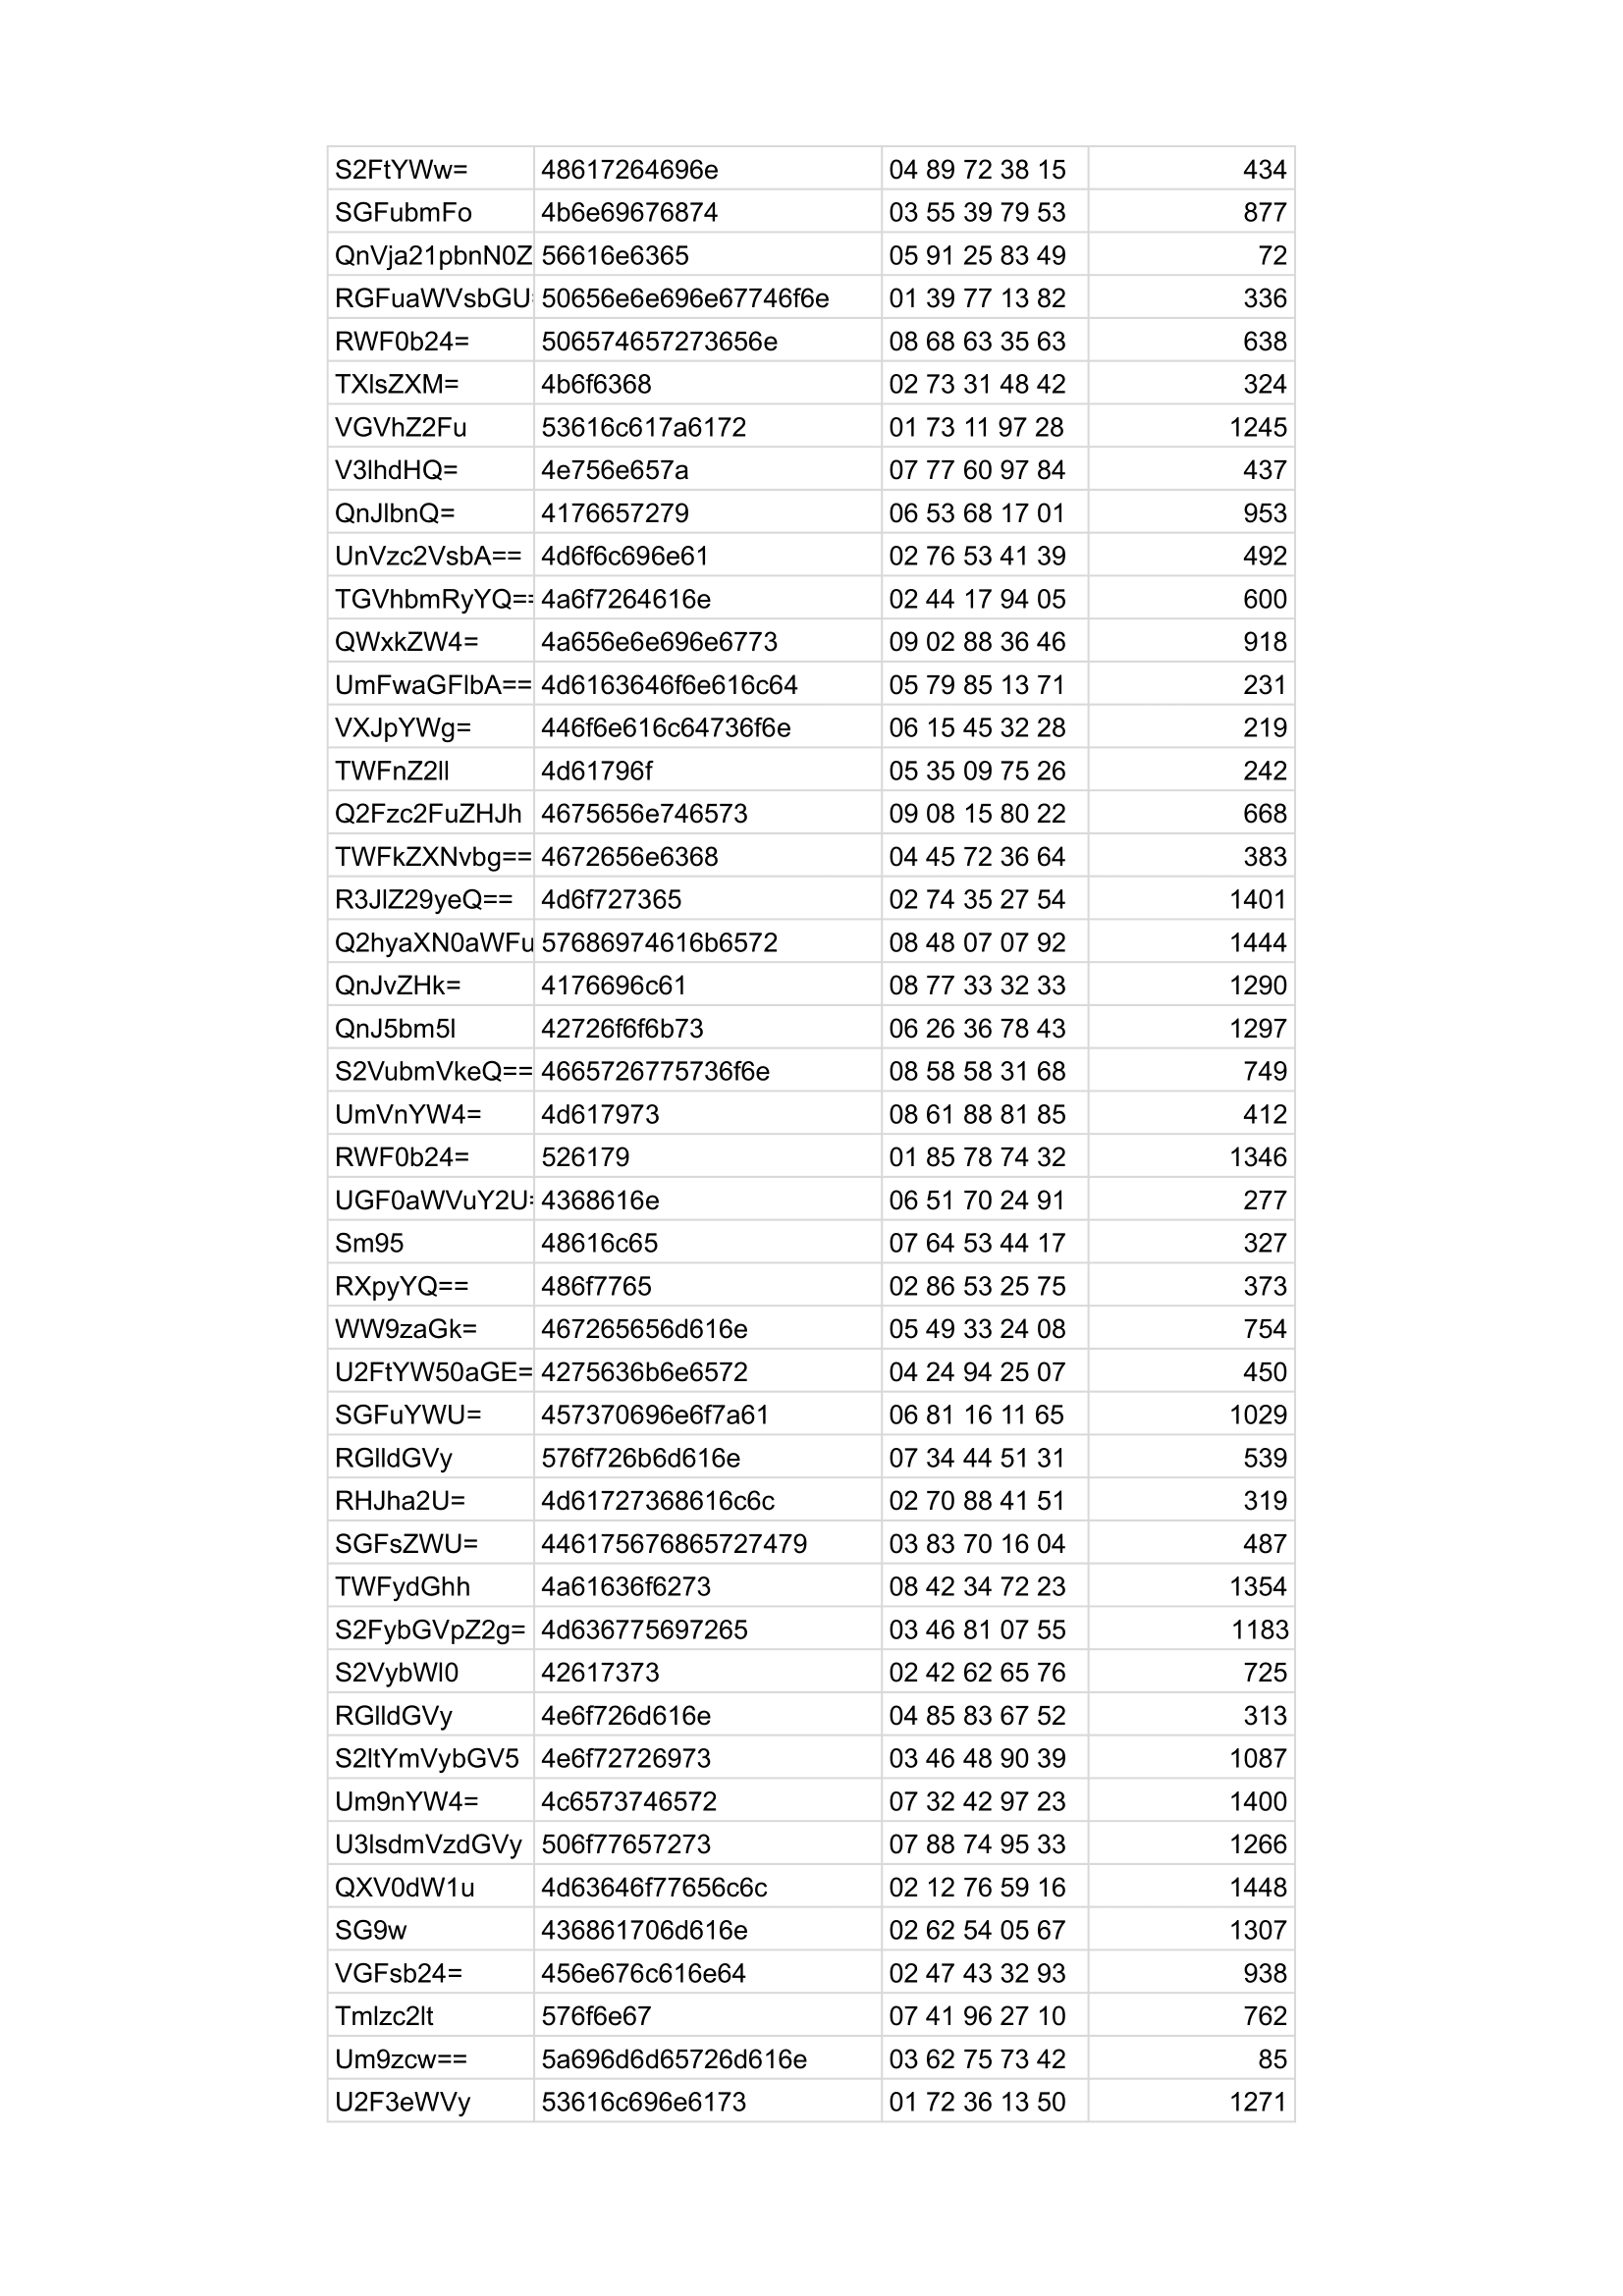 S2FtYWw= 48617264696e 04 89 72 38 15 434
SGFubmFo 4b6e69676874 03 55 39 79 53 877
QnVja21pbnN0Z 56616e6365 05 91 25 83 49 72
RGFuaWVsbGU= 50656e6e696e67746f6e 01 39 77 13 82 336
RWF0b24= 506574657273656e 08 68 63 35 63 638
TXlsZXM= 4b6f6368 02 73 31 48 42 324
VGVhZ2Fu 53616c617a6172 01 73 11 97 28 1245
V3lhdHQ= 4e756e657a 07 77 60 97 84 437
QnJlbnQ= 4176657279 06 53 68 17 01 953
UnVzc2VsbA== 4d6f6c696e61 02 76 53 41 39 492
TGVhbmRyYQ== 4a6f7264616e 02 44 17 94 05 600
QWxkZW4= 4a656e6e696e6773 09 02 88 36 46 918
UmFwaGFlbA== 4d6163646f6e616c64 05 79 85 13 71 231
VXJpYWg= 446f6e616c64736f6e 06 15 45 32 28 219
TWFnZ2ll 4d61796f 05 35 09 75 26 242
Q2Fzc2FuZHJh 4675656e746573 09 08 15 80 22 668
TWFkZXNvbg== 4672656e6368 04 45 72 36 64 383
R3JlZ29yeQ== 4d6f727365 02 74 35 27 54 1401
Q2hyaXN0aWFu 57686974616b6572 08 48 07 07 92 1444
QnJvZHk= 4176696c61 08 77 33 32 33 1290
QnJ5bm5l 42726f6f6b73 06 26 36 78 43 1297
S2VubmVkeQ== 4665726775736f6e 08 58 58 31 68 749
UmVnYW4= 4d617973 08 61 88 81 85 412
RWF0b24= 526179 01 85 78 74 32 1346
UGF0aWVuY2U= 4368616e 06 51 70 24 91 277
Sm95 48616c65 07 64 53 44 17 327
RXpyYQ== 486f7765 02 86 53 25 75 373
WW9zaGk= 467265656d616e 05 49 33 24 08 754
U2FtYW50aGE= 4275636b6e6572 04 24 94 25 07 450
SGFuYWU= 457370696e6f7a61 06 81 16 11 65 1029
RGlldGVy 576f726b6d616e 07 34 44 51 31 539
RHJha2U= 4d61727368616c6c 02 70 88 41 51 319
SGFsZWU= 446175676865727479 03 83 70 16 04 487
TWFydGhh 4a61636f6273 08 42 34 72 23 1354
S2FybGVpZ2g= 4d636775697265 03 46 81 07 55 1183
S2VybWl0 42617373 02 42 62 65 76 725
RGlldGVy 4e6f726d616e 04 85 83 67 52 313
S2ltYmVybGV5 4e6f72726973 03 46 48 90 39 1087
Um9nYW4= 4c6573746572 07 32 42 97 23 1400
U3lsdmVzdGVy 506f77657273 07 88 74 95 33 1266
QXV0dW1u 4d63646f77656c6c 02 12 76 59 16 1448
SG9w 436861706d616e 02 62 54 05 67 1307
VGFsb24= 456e676c616e64 02 47 43 32 93 938
Tmlzc2lt 576f6e67 07 41 96 27 10 762
Um9zcw== 5a696d6d65726d616e 03 62 75 73 42 85
U2F3eWVy 53616c696e6173 01 72 36 13 50 1271